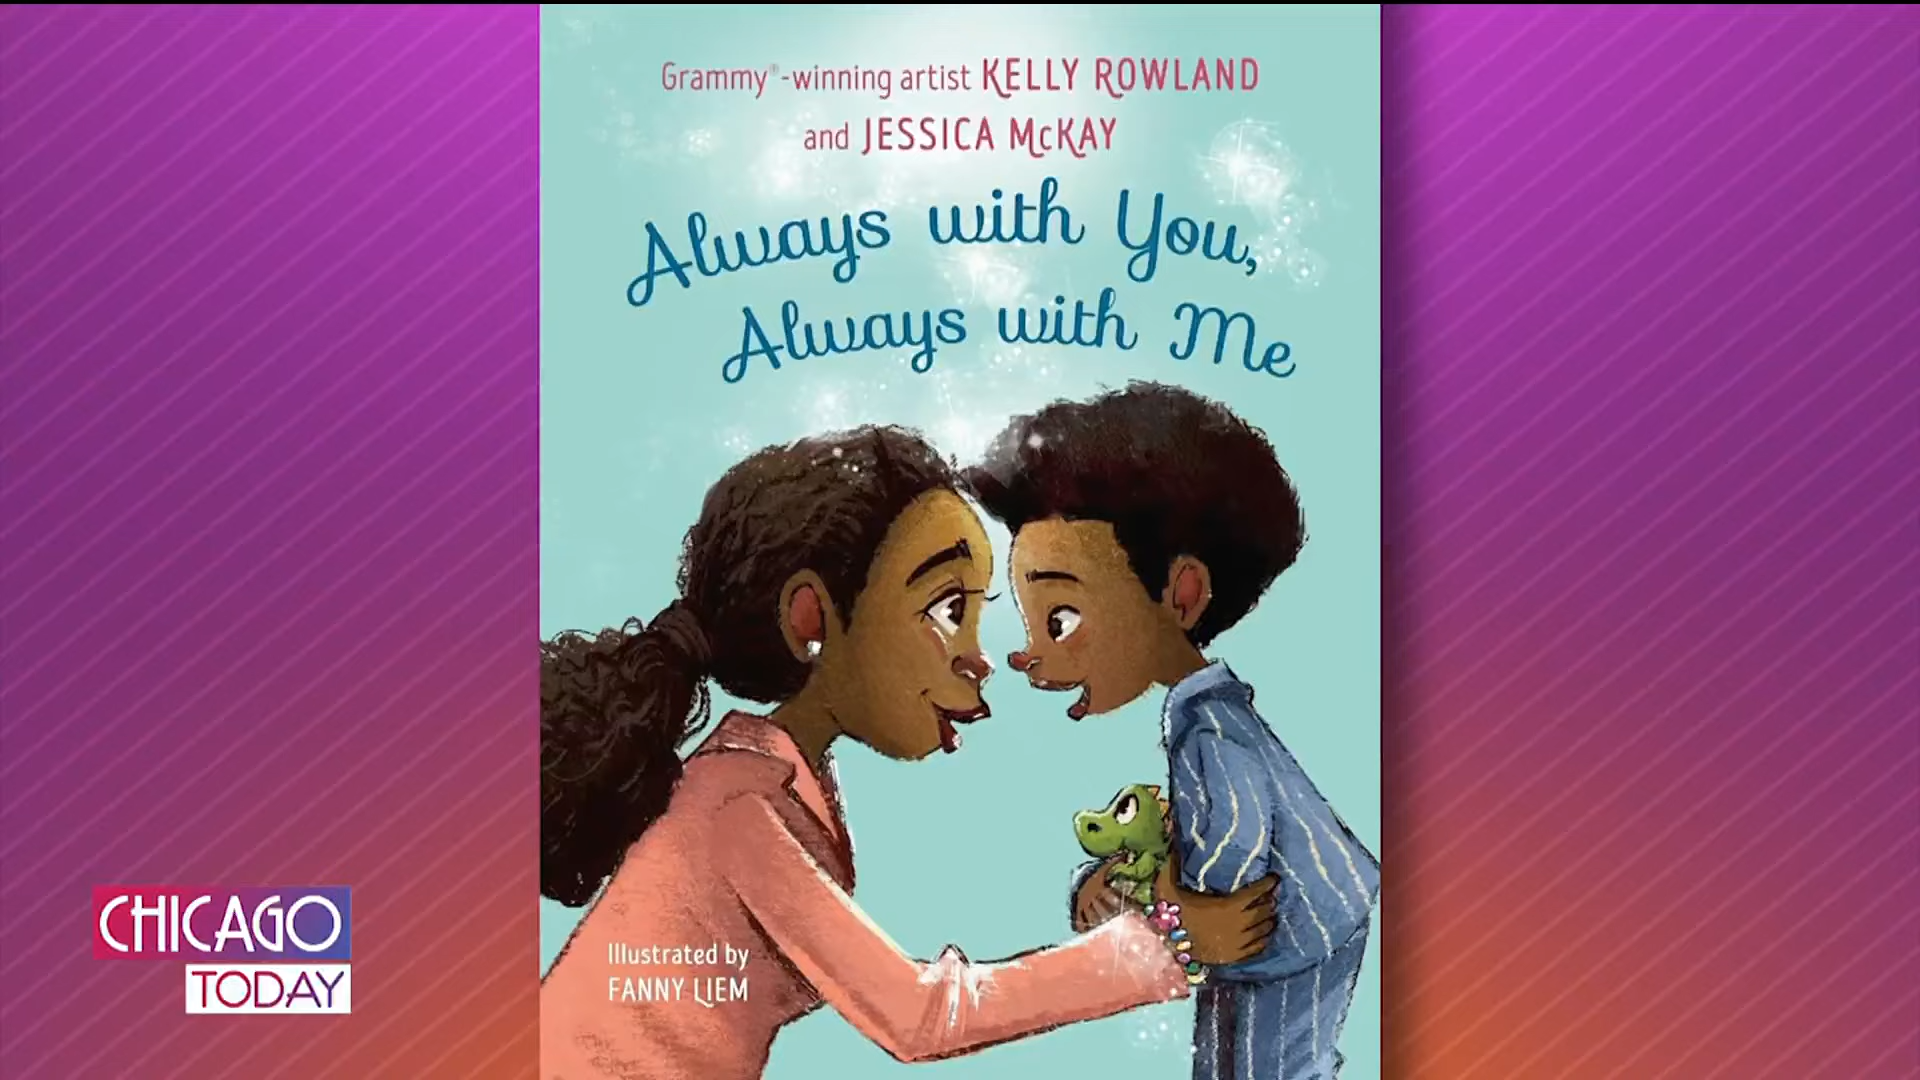 Grammy®-winning artist KELLY ROWLAND
and JESSICA McKAY
Always with You,
Always with Me
Illustrated by
FANNY LIEM
CHICAGO
TODAY